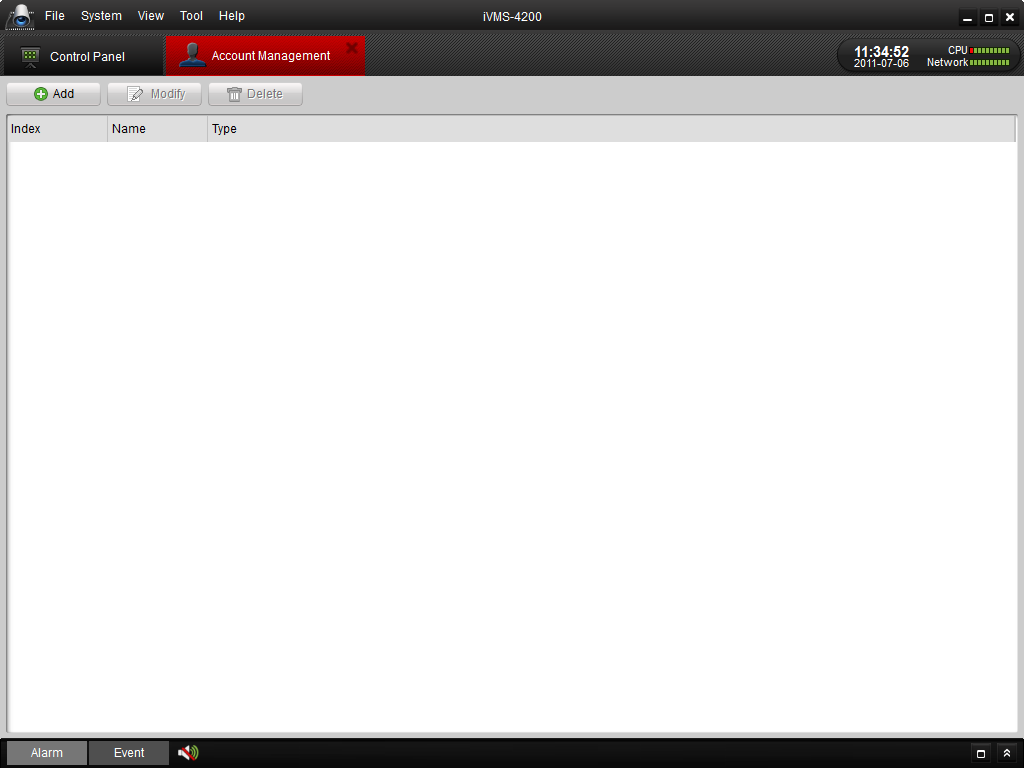 File System View Tool Help iVMS-4200
Control Panel Account Management 11:34:52 CPU
2011-07-06 Network
Add Modify Delete
Index Name Type
Alarm Event